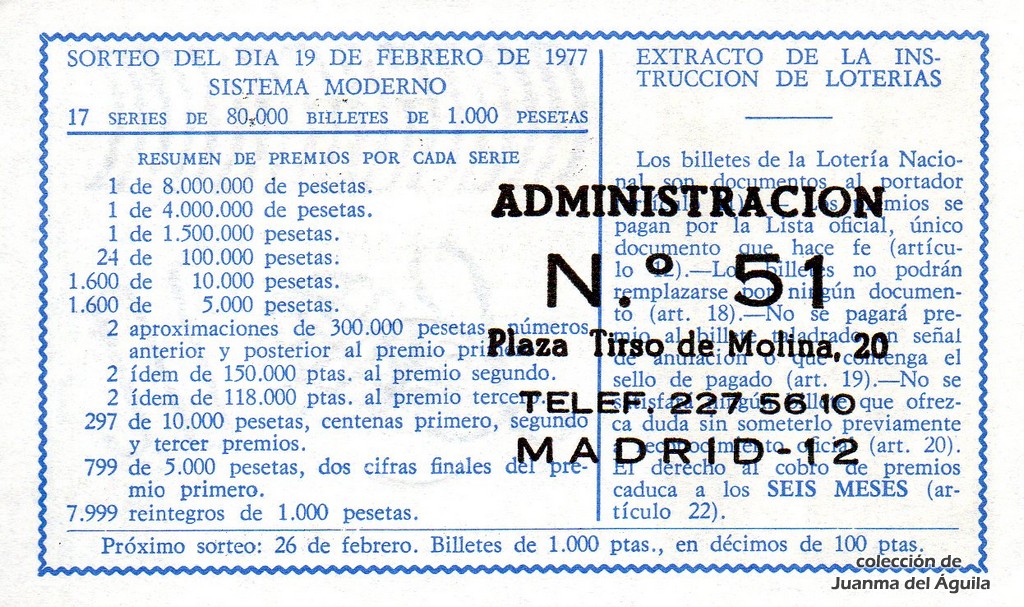 SORTEO DEL DIA 19 DE FEBRERO DE 1977
SISTEMA MODERNO
17 SERIES DE 80.000 BILLETES DE 1.000 PESETAS
RESUMEN DE PREMIOS POR CADA SERIE
1 de 8.000.000 de pesetas.
1 de 4.000.000 de pesetas.
1 de 1.500.000 pesetas.
24 de 100.000 pesetas.
1.600 de 10.000 pesetas.
1.600 de 5.000 pesetas.
2 aproximaciones de 300.000 pesetas, números
anterior y posterior al premio primero.
2 ídem de 150.000 ptas. al premio segundo.
2 ídem de 118.000 ptas. al premio tercero.
297 de 10.000 pesetas, centenas primero, segundo
y tercer premios.
799 de 5.000 pesetas, dos cifras finales del pre-
mio primero.
7.999 reintegros de 1.000 pesetas.
EXTRACTO DE LA INS-
TRUCCION DE LOTERIAS
Los billetes de la Lotería Nacio-
nal son documentos al portador
Los premios se
pagan por la Lista oficial, único
documento que hace fe (artícu-
lo 12).—Los billetes no podrán
remplazarse por ningún documen-
to (art. 18).—No se pagará pre-
mio al billete taladrado en señal
de anulación o que contenga el
sello de pagado (art. 19).—No se
satisfará ningún billete que ofrez-
ca duda sin someterlo previamente
a reconocimiento oficial (art. 20).
El derecho al cobro de premios
caduca a los SEIS MESES (ar-
tículo 22).
ADMINISTRACION
N.º 51
Plaza Tirso de Molina, 20
TELEF. 227 56 10
MADRID-12
Próximo sorteo: 26 de febrero. Billetes de 1.000 ptas., en décimos de 100 ptas.
colección de
Juanma del Águila